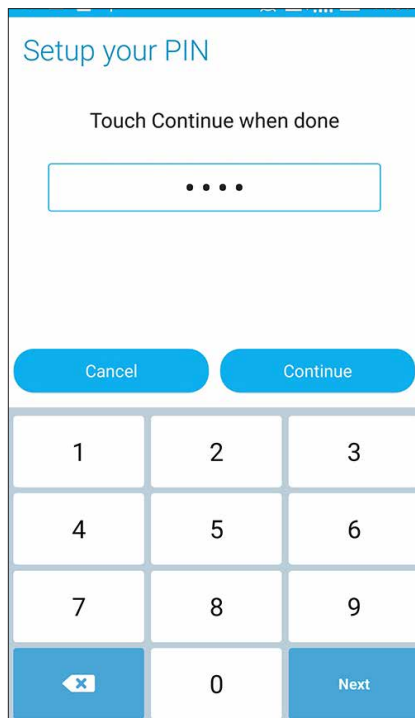 Setup your PIN
Touch Continue when done
••••
Cancel Continue
1 2 3
4 5 6
7 8 9
0 Next